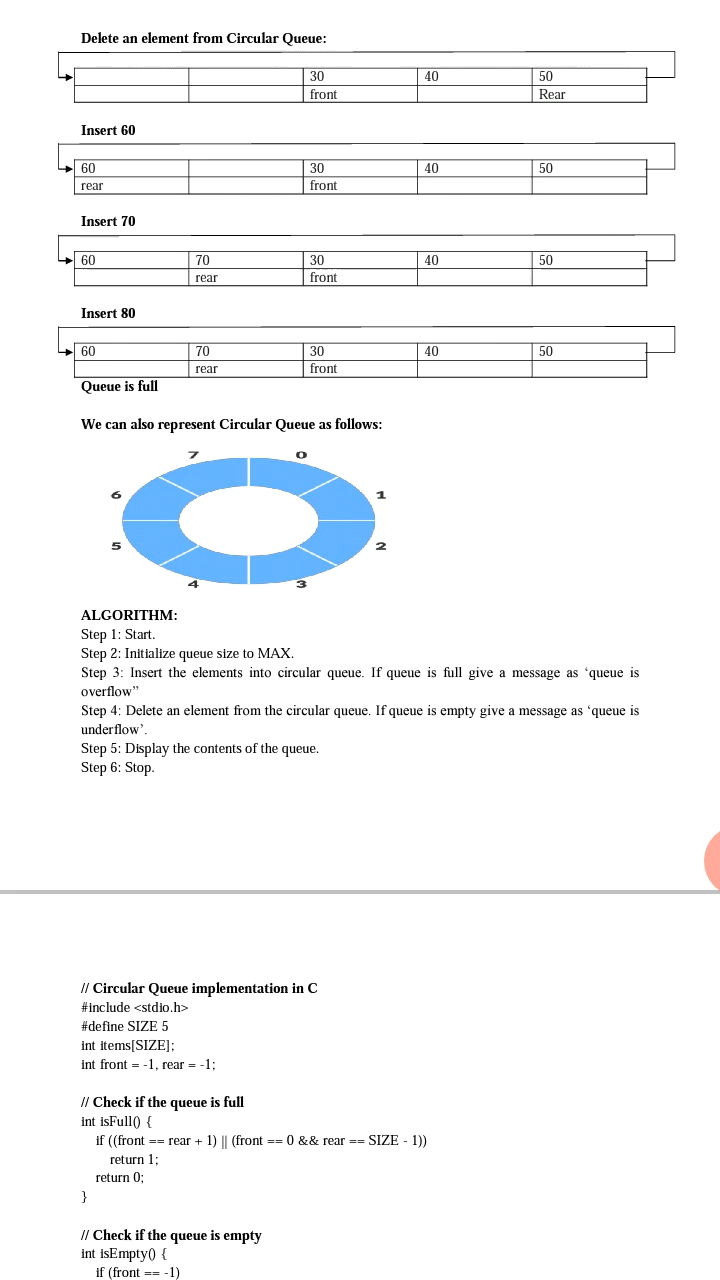 Delete an element from Circular Queue:
30 40 50
front Rear
Insert 60
60 30 40 50
rear front
Insert 70
60 70 30 40 50
rear front
Insert 80
60 70 30 40 50
rear front
Queue is full
We can also represent Circular Queue as follows:
7 0
6 1
5 2
4 3
ALGORITHM:
Step 1: Start.
Step 2: Initialize queue size to MAX.
Step 3: Insert the elements into circular queue. If queue is full give a message as ‘queue is
overflow”
Step 4: Delete an element from the circular queue. If queue is empty give a message as ‘queue is
underflow’.
Step 5: Display the contents of the queue.
Step 6: Stop.
// Circular Queue implementation in C
#include <stdio.h>
#define SIZE 5
int items[SIZE];
int front = -1, rear = -1;
// Check if the queue is full
int isFull() {
if ((front == rear + 1) || (front == 0 && rear == SIZE - 1))
return 1;
return 0;
}
// Check if the queue is empty
int isEmpty() {
if (front == -1)